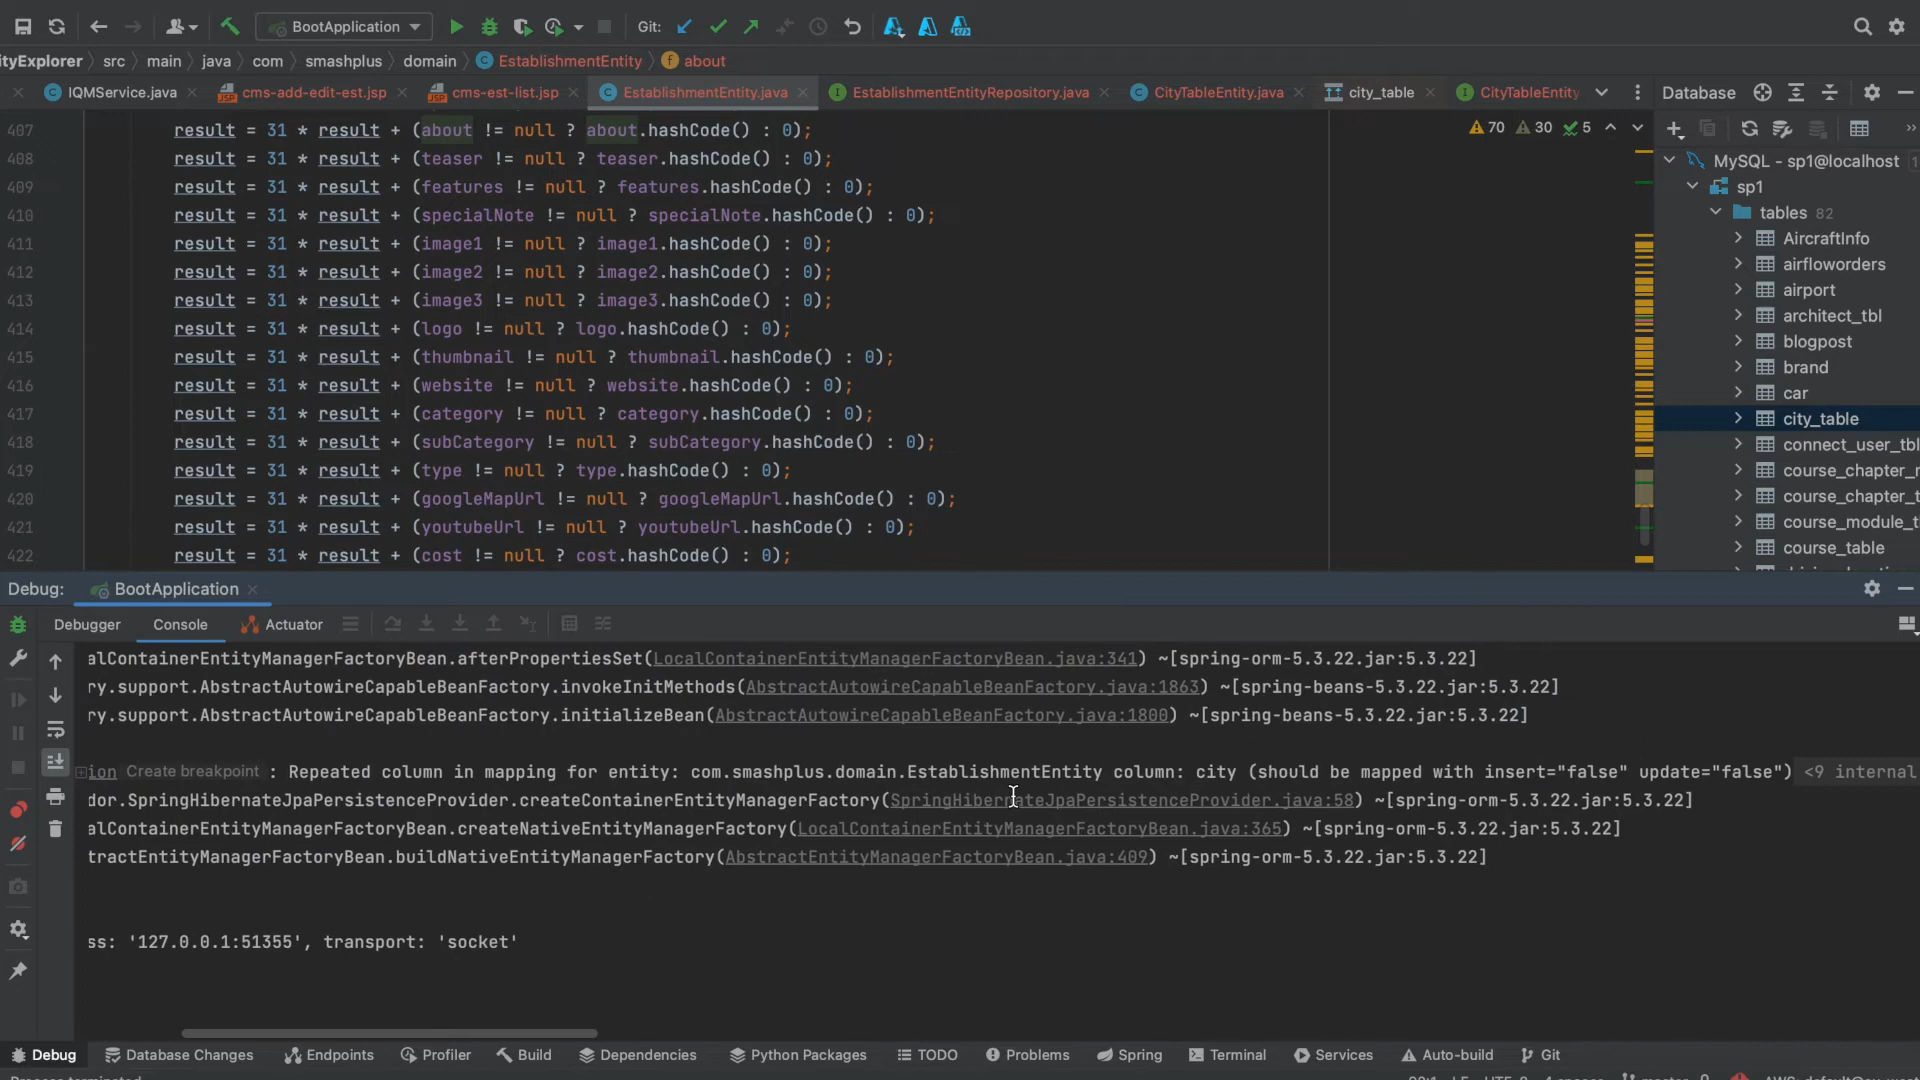 BootApplication
Git:
ityExplorer src main java com smashplus domain EstablishmentEntity about
IQMService.java cms-add-edit-est.jsp cms-est-list.jsp EstablishmentEntity.java EstablishmentEntityRepository.java CityTableEntity.java city_table CityTableEntity
Database
70 30 5
407 result = 31 * result + (about != null ? about.hashCode() : 0);
408 result = 31 * result + (teaser != null ? teaser.hashCode() : 0);
409 result = 31 * result + (features != null ? features.hashCode() : 0);
410 result = 31 * result + (specialNote != null ? specialNote.hashCode() : 0);
411 result = 31 * result + (image1 != null ? image1.hashCode() : 0);
412 result = 31 * result + (image2 != null ? image2.hashCode() : 0);
413 result = 31 * result + (image3 != null ? image3.hashCode() : 0);
414 result = 31 * result + (logo != null ? logo.hashCode() : 0);
415 result = 31 * result + (thumbnail != null ? thumbnail.hashCode() : 0);
416 result = 31 * result + (website != null ? website.hashCode() : 0);
417 result = 31 * result + (category != null ? category.hashCode() : 0);
418 result = 31 * result + (subCategory != null ? subCategory.hashCode() : 0);
419 result = 31 * result + (type != null ? type.hashCode() : 0);
420 result = 31 * result + (googleMapUrl != null ? googleMapUrl.hashCode() : 0);
421 result = 31 * result + (youtubeUrl != null ? youtubeUrl.hashCode() : 0);
422 result = 31 * result + (cost != null ? cost.hashCode() : 0);
MySQL - sp1@localhost 1
sp1
tables 82
AircraftInfo
airfloworders
airport
architect_tbl
blogpost
brand
car
city_table
connect_user_tbl
course_chapter_
course_chapter_t
course_module_t
course_table
Debug: BootApplication
Debugger Console Actuator
alContainerEntityManagerFactoryBean.afterPropertiesSet(LocalContainerEntityManagerFactoryBean.java:341) ~[spring-orm-5.3.22.jar:5.3.22]
ry.support.AbstractAutowireCapableBeanFactory.invokeInitMethods(AbstractAutowireCapableBeanFactory.java:1863) ~[spring-beans-5.3.22.jar:5.3.22]
ry.support.AbstractAutowireCapableBeanFactory.initializeBean(AbstractAutowireCapableBeanFactory.java:1800) ~[spring-beans-5.3.22.jar:5.3.22]
ion Create breakpoint : Repeated column in mapping for entity: com.smashplus.domain.EstablishmentEntity column: city (should be mapped with insert="false" update="false") <9 internal
dor.SpringHibernateJpaPersistenceProvider.createContainerEntityManagerFactory(SpringHibernateJpaPersistenceProvider.java:58) ~[spring-orm-5.3.22.jar:5.3.22]
alContainerEntityManagerFactoryBean.createNativeEntityManagerFactory(LocalContainerEntityManagerFactoryBean.java:365) ~[spring-orm-5.3.22.jar:5.3.22]
tractEntityManagerFactoryBean.buildNativeEntityManagerFactory(AbstractEntityManagerFactoryBean.java:409) ~[spring-orm-5.3.22.jar:5.3.22]
ss: '127.0.0.1:51355', transport: 'socket'
Debug Database Changes Endpoints Profiler Build Dependencies Python Packages TODO Problems Spring Terminal Services Auto-build Git